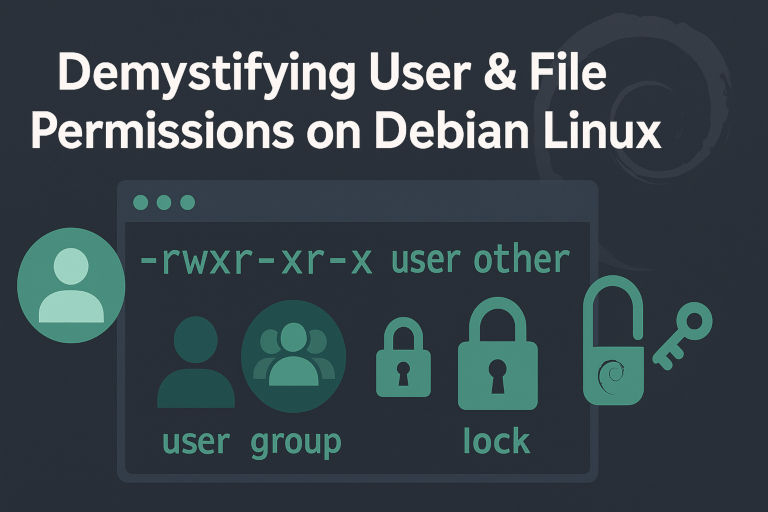 Demystifying User & File
Permissions on Debian Linux
-rwxr-xr-x user other
user group lock